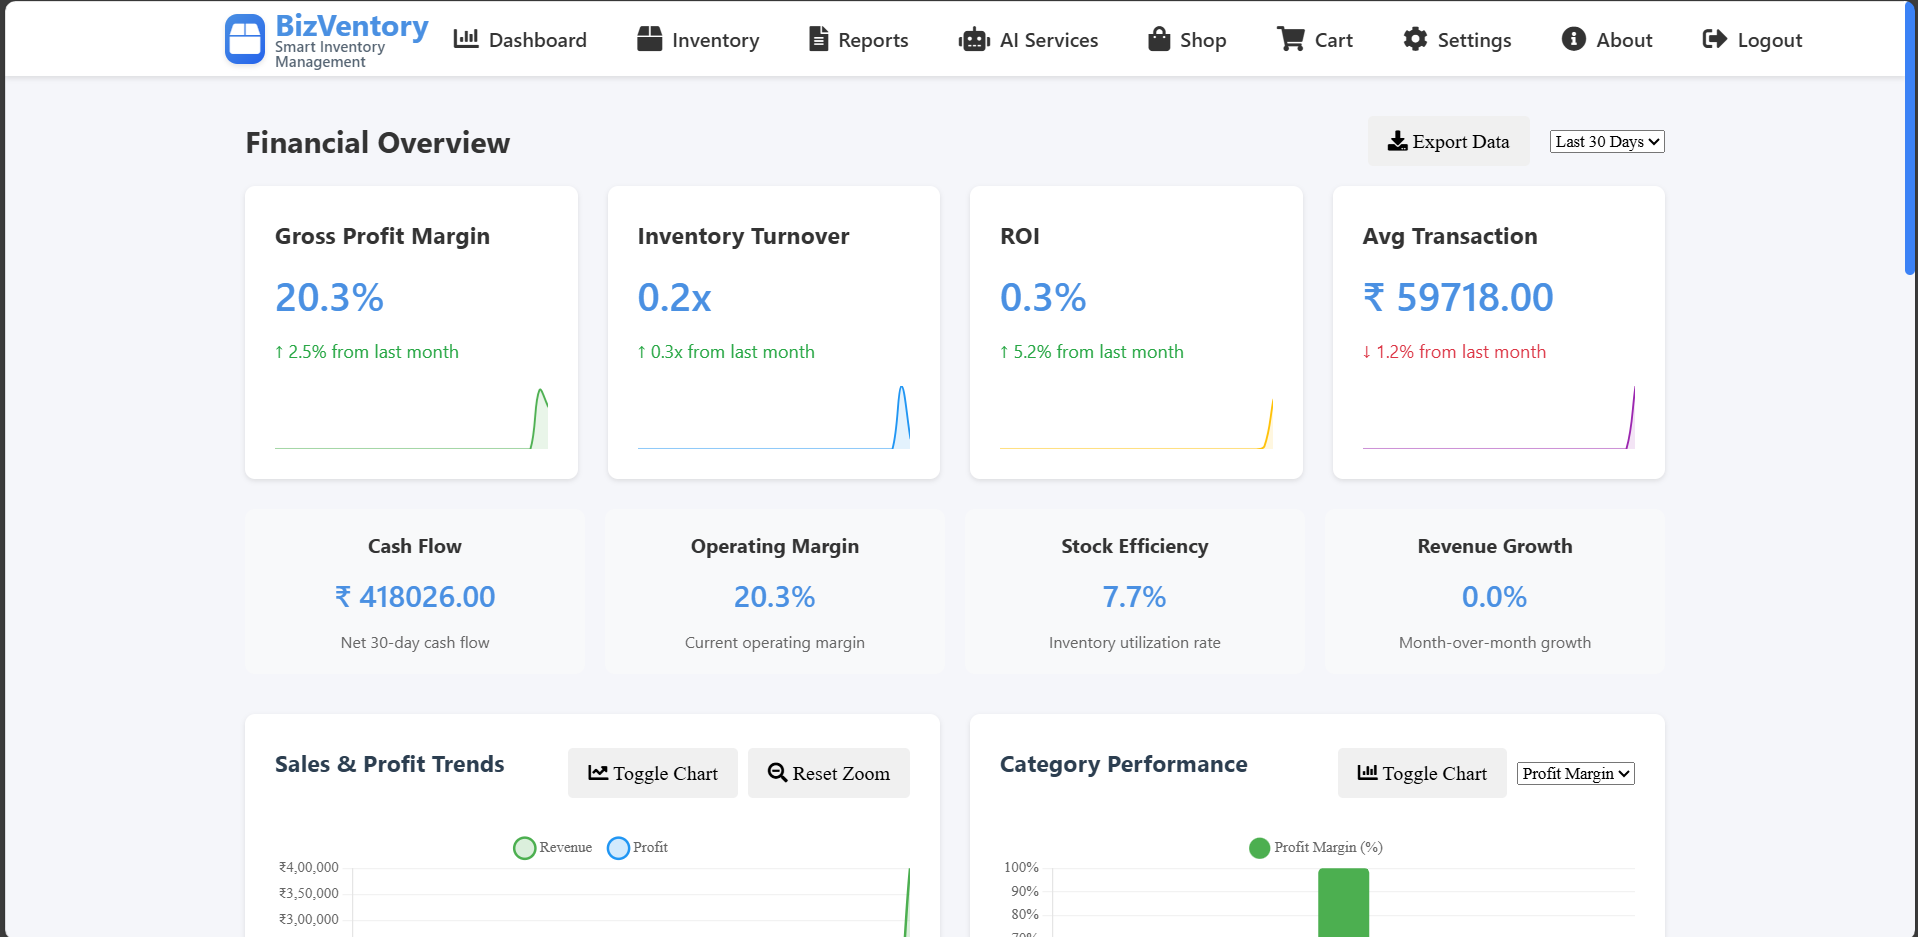 BizVentory
Smart Inventory
Management
Dashboard
Inventory
Reports
AI Services
Shop
Cart
Settings
About
Logout
Financial Overview
Export Data
Last 30 Days
Gross Profit Margin
20.3%
↑ 2.5% from last month
Inventory Turnover
0.2x
↑ 0.3x from last month
ROI
0.3%
↑ 5.2% from last month
Avg Transaction
₹ 59718.00
↓ 1.2% from last month
Cash Flow
₹ 418026.00
Net 30-day cash flow
Operating Margin
20.3%
Current operating margin
Stock Efficiency
7.7%
Inventory utilization rate
Revenue Growth
0.0%
Month-over-month growth
Sales & Profit Trends
Toggle Chart
Reset Zoom
Revenue
Profit
₹4,00,000
₹3,50,000
₹3,00,000
Category Performance
Toggle Chart
Profit Margin
Profit Margin (%)
100%
90%
80%